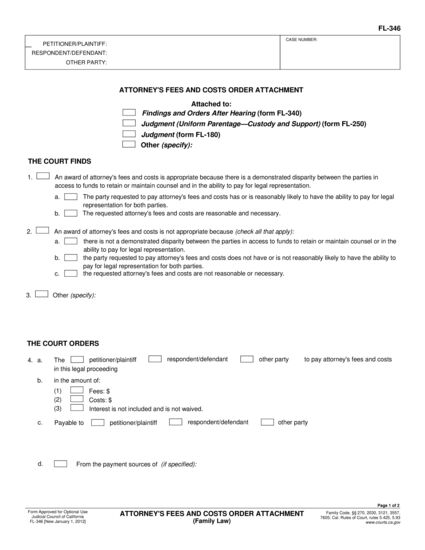 FL-346
CASE NUMBER:
PETITIONER/PLAINTIFF:
RESPONDENT/DEFENDANT:
OTHER PARTY:
ATTORNEY'S FEES AND COSTS ORDER ATTACHMENT
Attached to:
Findings and Orders After Hearing (form FL-340)
Judgment (Uniform Parentage—Custody and Support) (form FL-250)
Judgment (form FL-180)
Other (specify):
THE COURT FINDS
1. An award of attorney's fees and costs is appropriate because there is a demonstrated disparity between the parties in
access to funds to retain or maintain counsel and in the ability to pay for legal representation.
a. The party requested to pay attorney's fees and costs has or is reasonably likely to have the ability to pay for legal
representation for both parties.
b. The requested attorney's fees and costs are reasonable and necessary.
2. An award of attorney's fees and costs is not appropriate because (check all that apply):
a. there is not a demonstrated disparity between the parties in access to funds to retain or maintain counsel or in the
ability to pay for legal representation.
b. the party requested to pay attorney's fees and costs does not have or is not reasonably likely to have the ability to
pay for legal representation for both parties.
c. the requested attorney's fees and costs are not reasonable or necessary.
3. Other (specify):
THE COURT ORDERS
4. a. The petitioner/plaintiff respondent/defendant other party to pay attorney's fees and costs
in this legal proceeding
b. in the amount of:
(1) Fees: $
(2) Costs: $
(3) Interest is not included and is not waived.
c. Payable to petitioner/plaintiff respondent/defendant other party
d. From the payment sources of (if specified):
Page 1 of 2
Form Approved for Optional Use
Judicial Council of California
FL-346 [New January 1, 2012]
ATTORNEY'S FEES AND COSTS ORDER ATTACHMENT
(Family Law)
Family Code, §§ 270, 2030, 3121, 3557,
7605; Cal. Rules of Court, rules 5.425, 5.93
www.courts.ca.gov